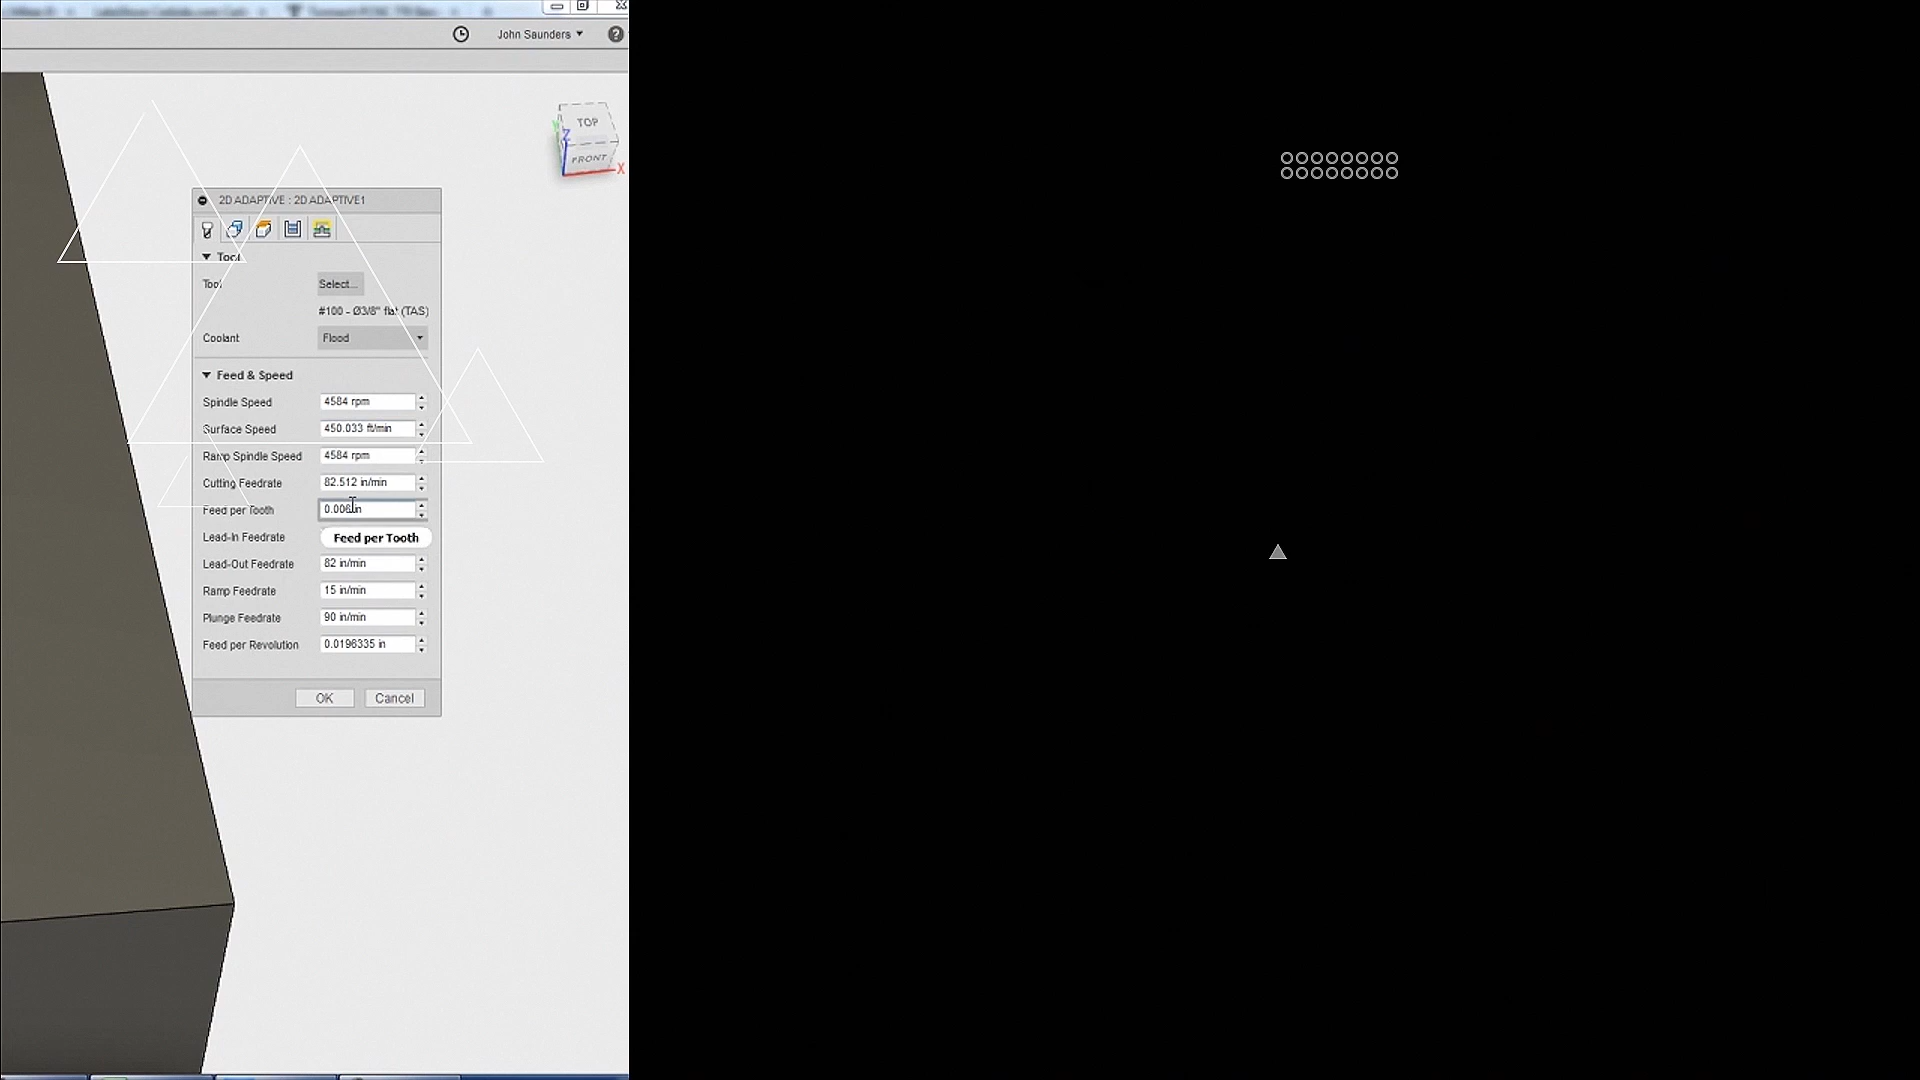 John Saunders
?
TOP
Z
FRONT
X
2D ADAPTIVE : 2D ADAPTIVE1
Tool
Tool
Select...
#100 - Ø3/8" flat (TAS)
Coolant
Flood
Feed & Speed
Spindle Speed
4584 rpm
Surface Speed
450.033 ft/min
Ramp Spindle Speed
4584 rpm
Cutting Feedrate
82.512 in/min
Feed per Tooth
0.006 in
Lead-In Feedrate
Feed per Tooth
Lead-Out Feedrate
82 in/min
Ramp Feedrate
15 in/min
Plunge Feedrate
90 in/min
Feed per Revolution
0.0196335 in
OK
Cancel